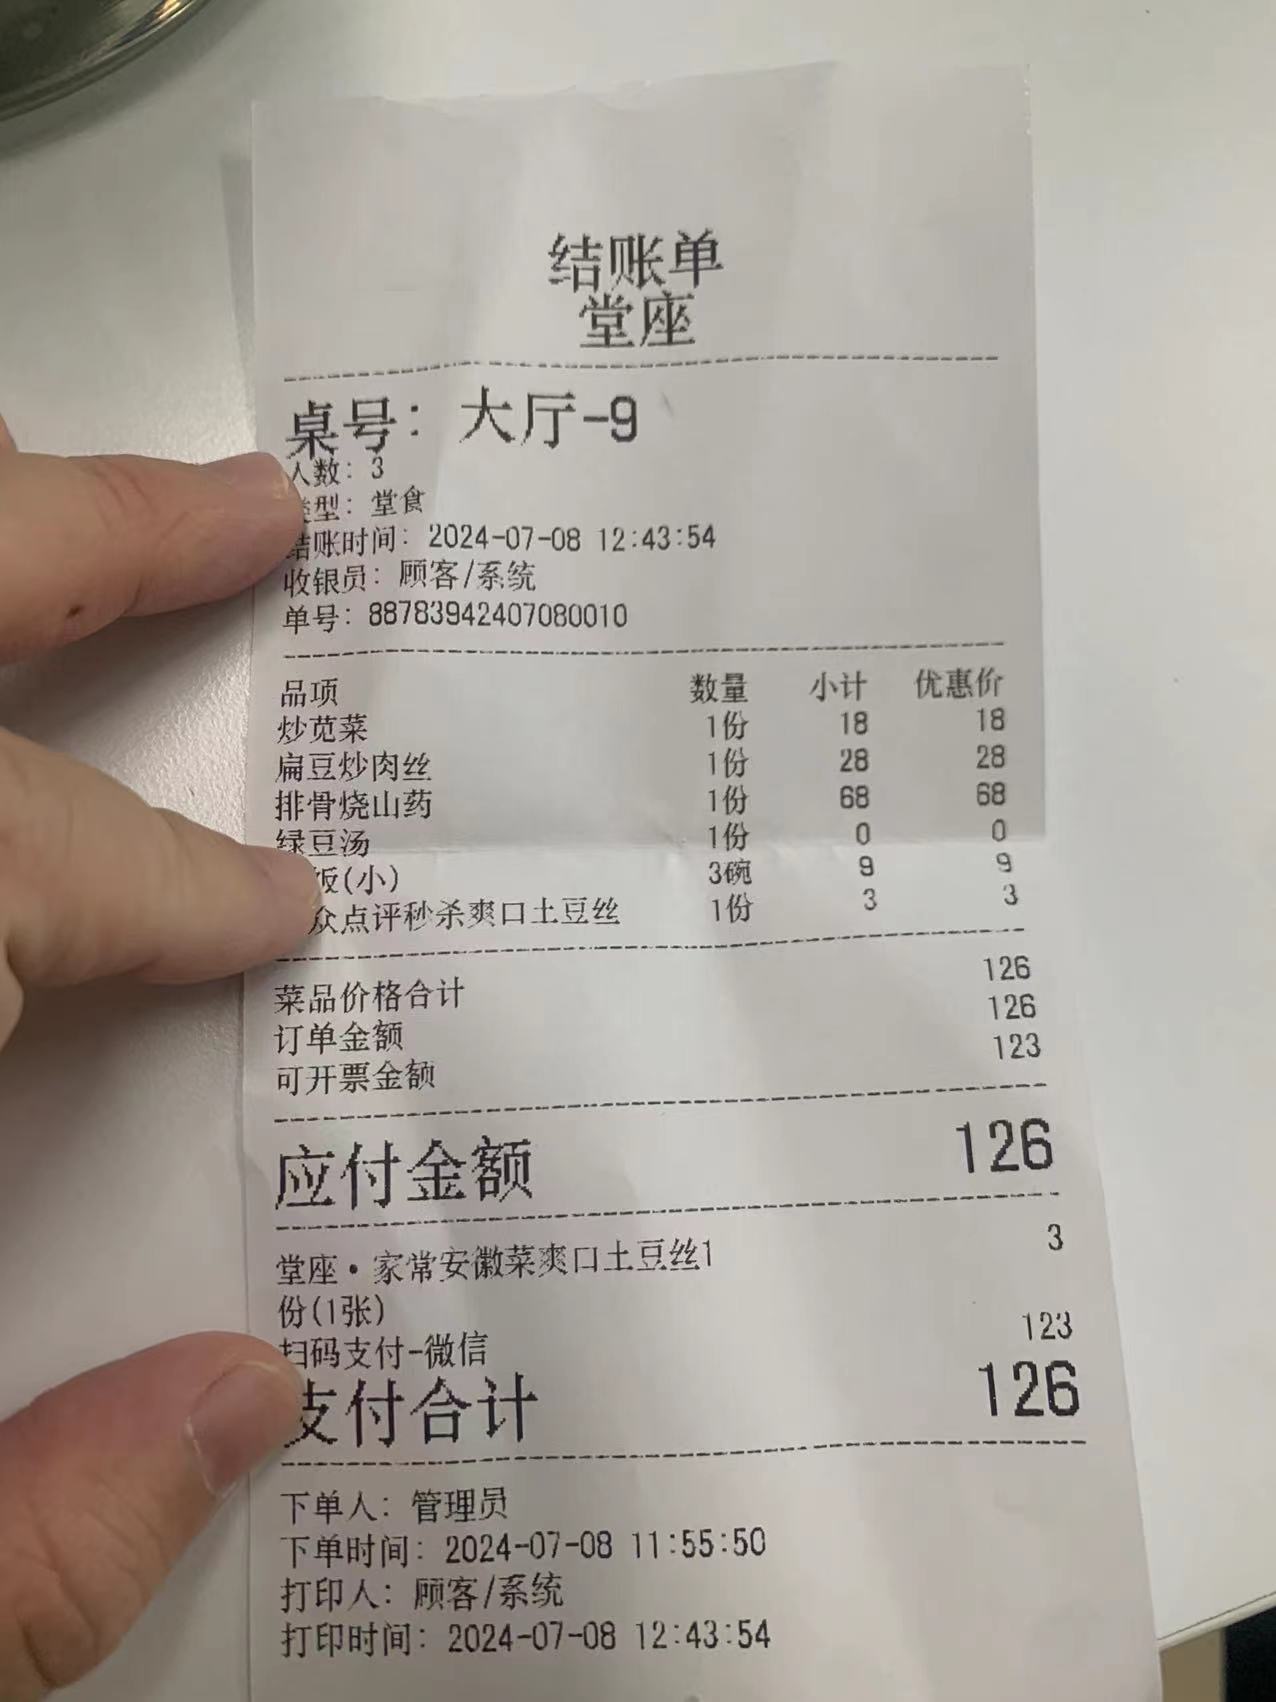 结账单
堂座
桌号: 大厅-9
人数: 3
类型: 堂食
结账时间: 2024-07-08 12:43:54
收银员: 顾客/系统
单号: 88783942407080010
品项 数量 小计 优惠价
炒苋菜 1份 18 18
扁豆炒肉丝 1份 28 28
排骨烧山药 1份 68 68
绿豆汤 1份 0 0
饭(小) 3碗 9 9
众点评秒杀爽口土豆丝 1份 3 3
菜品价格合计 126
订单金额 126
可开票金额 123
应付金额 126
堂座·家常安徽菜爽口土豆丝1 3
份(1张)
扫码支付-微信 123
支付合计 126
下单人: 管理员
下单时间: 2024-07-08 11:55:50
打印人: 顾客/系统
打印时间: 2024-07-08 12:43:54